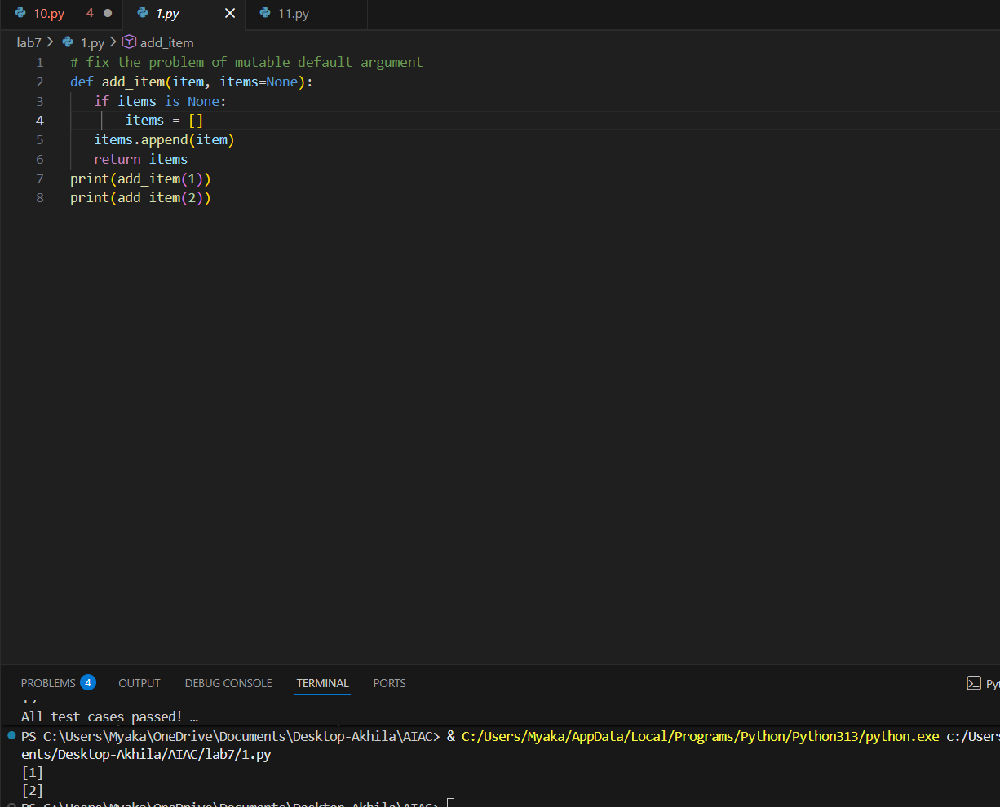 10.py 4 1.py 11.py
lab7 1.py add_item
1 # fix the problem of mutable default argument
2 def add_item(item, items=None):
3 if items is None:
4 items = []
5 items.append(item)
6 return items
7 print(add_item(1))
8 print(add_item(2))
PROBLEMS 4 OUTPUT DEBUG CONSOLE TERMINAL PORTS Pyt
All test cases passed! …
PS C:\Users\Myaka\OneDrive\Documents\Desktop-Akhila\AIAC> & C:/Users/Myaka/AppData/Local/Programs/Python/Python313/python.exe c:/Users
ents/Desktop-Akhila/AIAC/lab7/1.py
[1]
[2]
PS C:\Users\Myaka\OneDrive\Documents\Desktop-Akhila\AIAC>